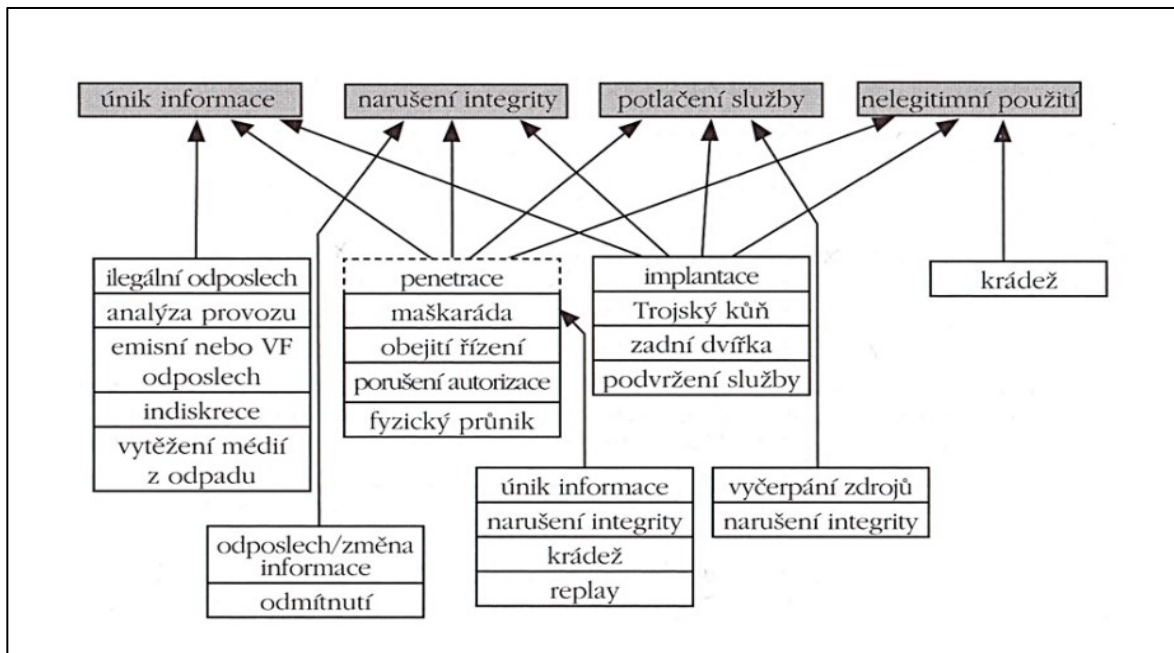 únik informace
narušení integrity
potlačení služby
nelegitimní použití
ilegální odposlech
analýza provozu
emisní nebo VF
odposlech
indiskrece
vytěžení médií
z odpadu
penetrace
maškaráda
obejití řízení
porušení autorizace
fyzický průnik
implantace
Trojský kůň
zadní dvířka
podvržení služby
krádež
odposlech/změna
informace
odmítnutí
únik informace
narušení integrity
krádež
replay
vyčerpání zdrojů
narušení integrity